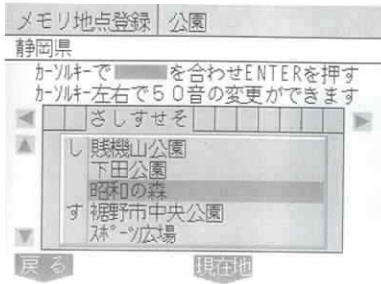 メモリ地点登録 公園
静岡県
カーソルキーで を合わせENTERを押す
カーソルキー左右で50音の変更ができます
さしすせそ
し 賤機山公園
下田公園
昭和の森
す 裾野市中央公園
スポーツ広場
戻る 現在地